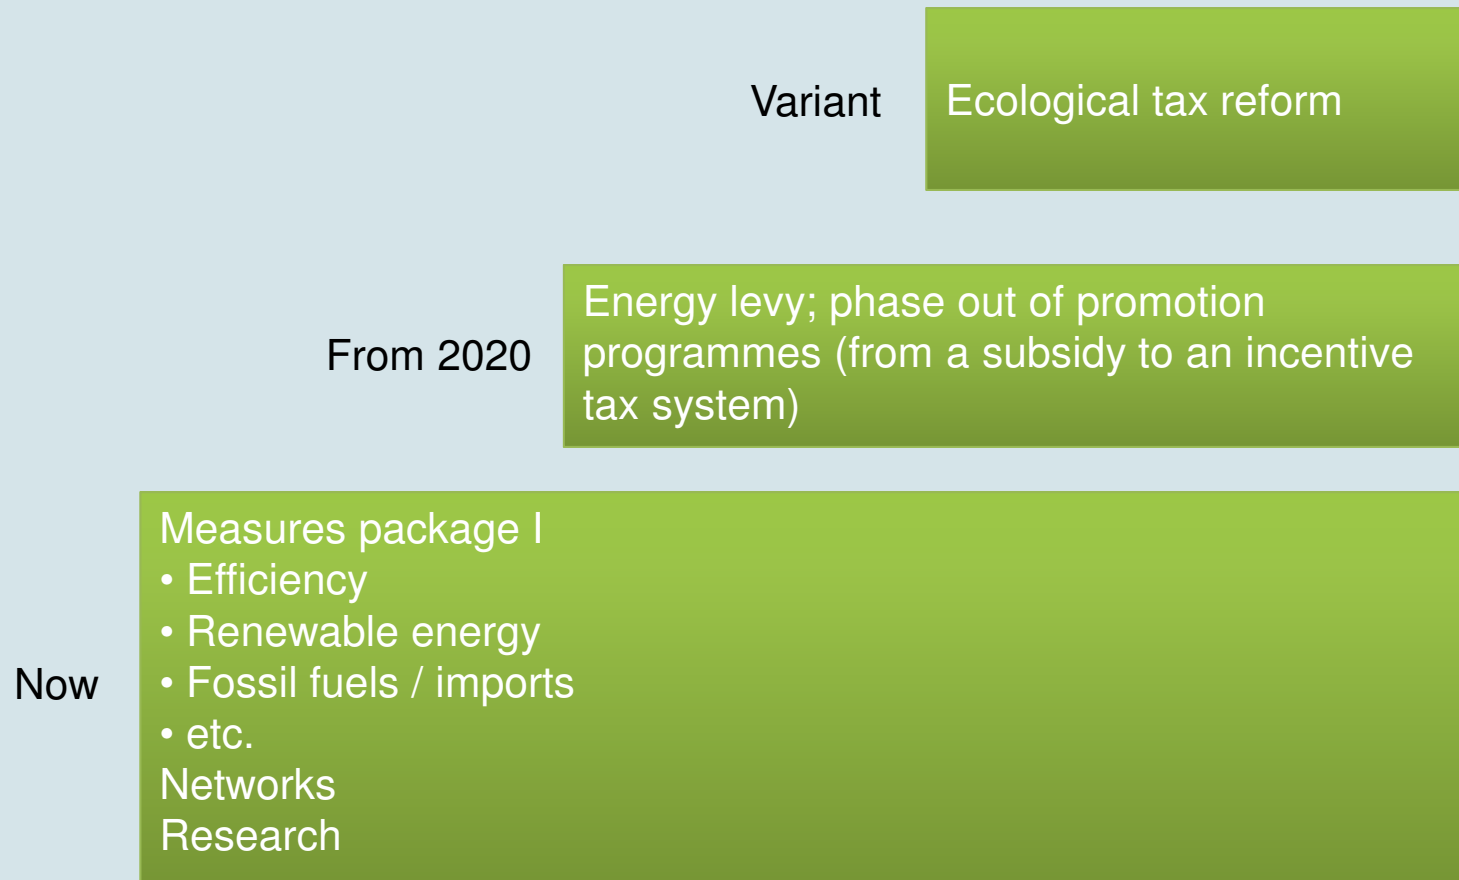 Variant
Ecological tax reform
From 2020
Energy levy; phase out of promotion
programmes (from a subsidy to an incentive
tax system)
Now
Measures package I
• Efficiency
• Renewable energy
• Fossil fuels / imports
• etc.
Networks
Research